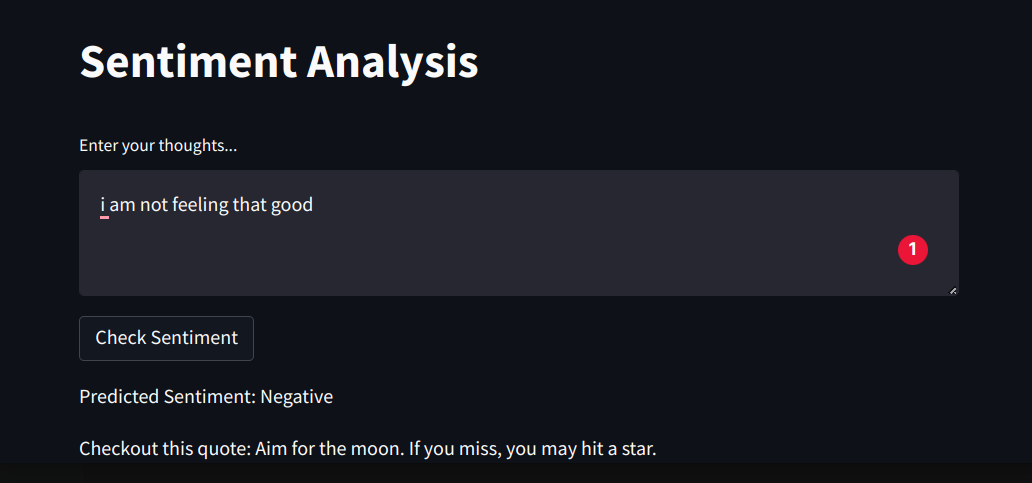 Sentiment Analysis
Enter your thoughts...
i am not feeling that good
1
Check Sentiment
Predicted Sentiment: Negative
Checkout this quote: Aim for the moon. If you miss, you may hit a star.